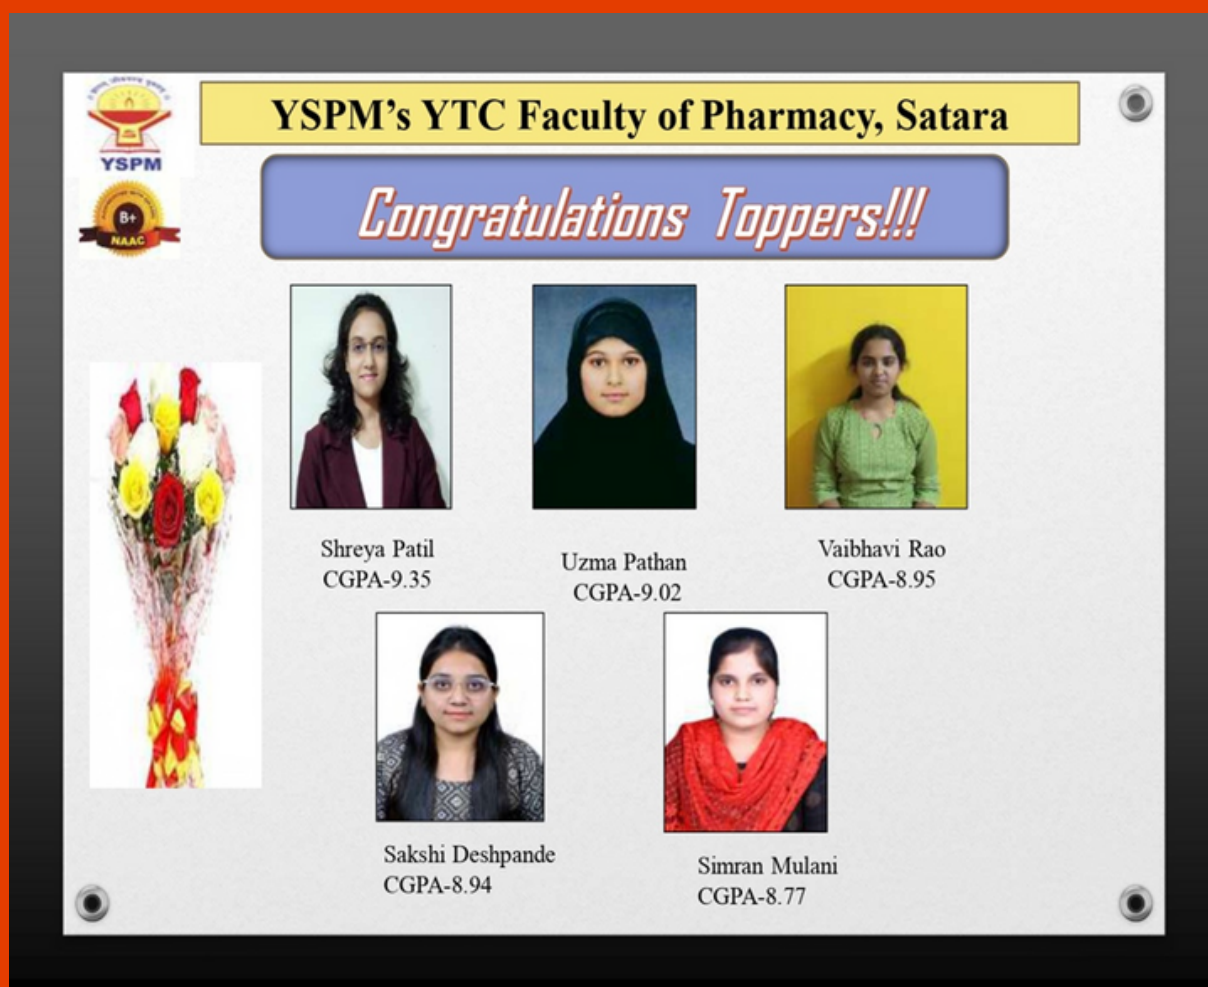 YSPM's YTC Faculty of Pharmacy, Satara
YSPM
B+
NAAC
Congratulations Toppers!!!
Shreya Patil
CGPA-9.35
Uzma Pathan
CGPA-9.02
Vaibhavi Rao
CGPA-8.95
Sakshi Deshpande
CGPA-8.94
Simran Mulani
CGPA-8.77